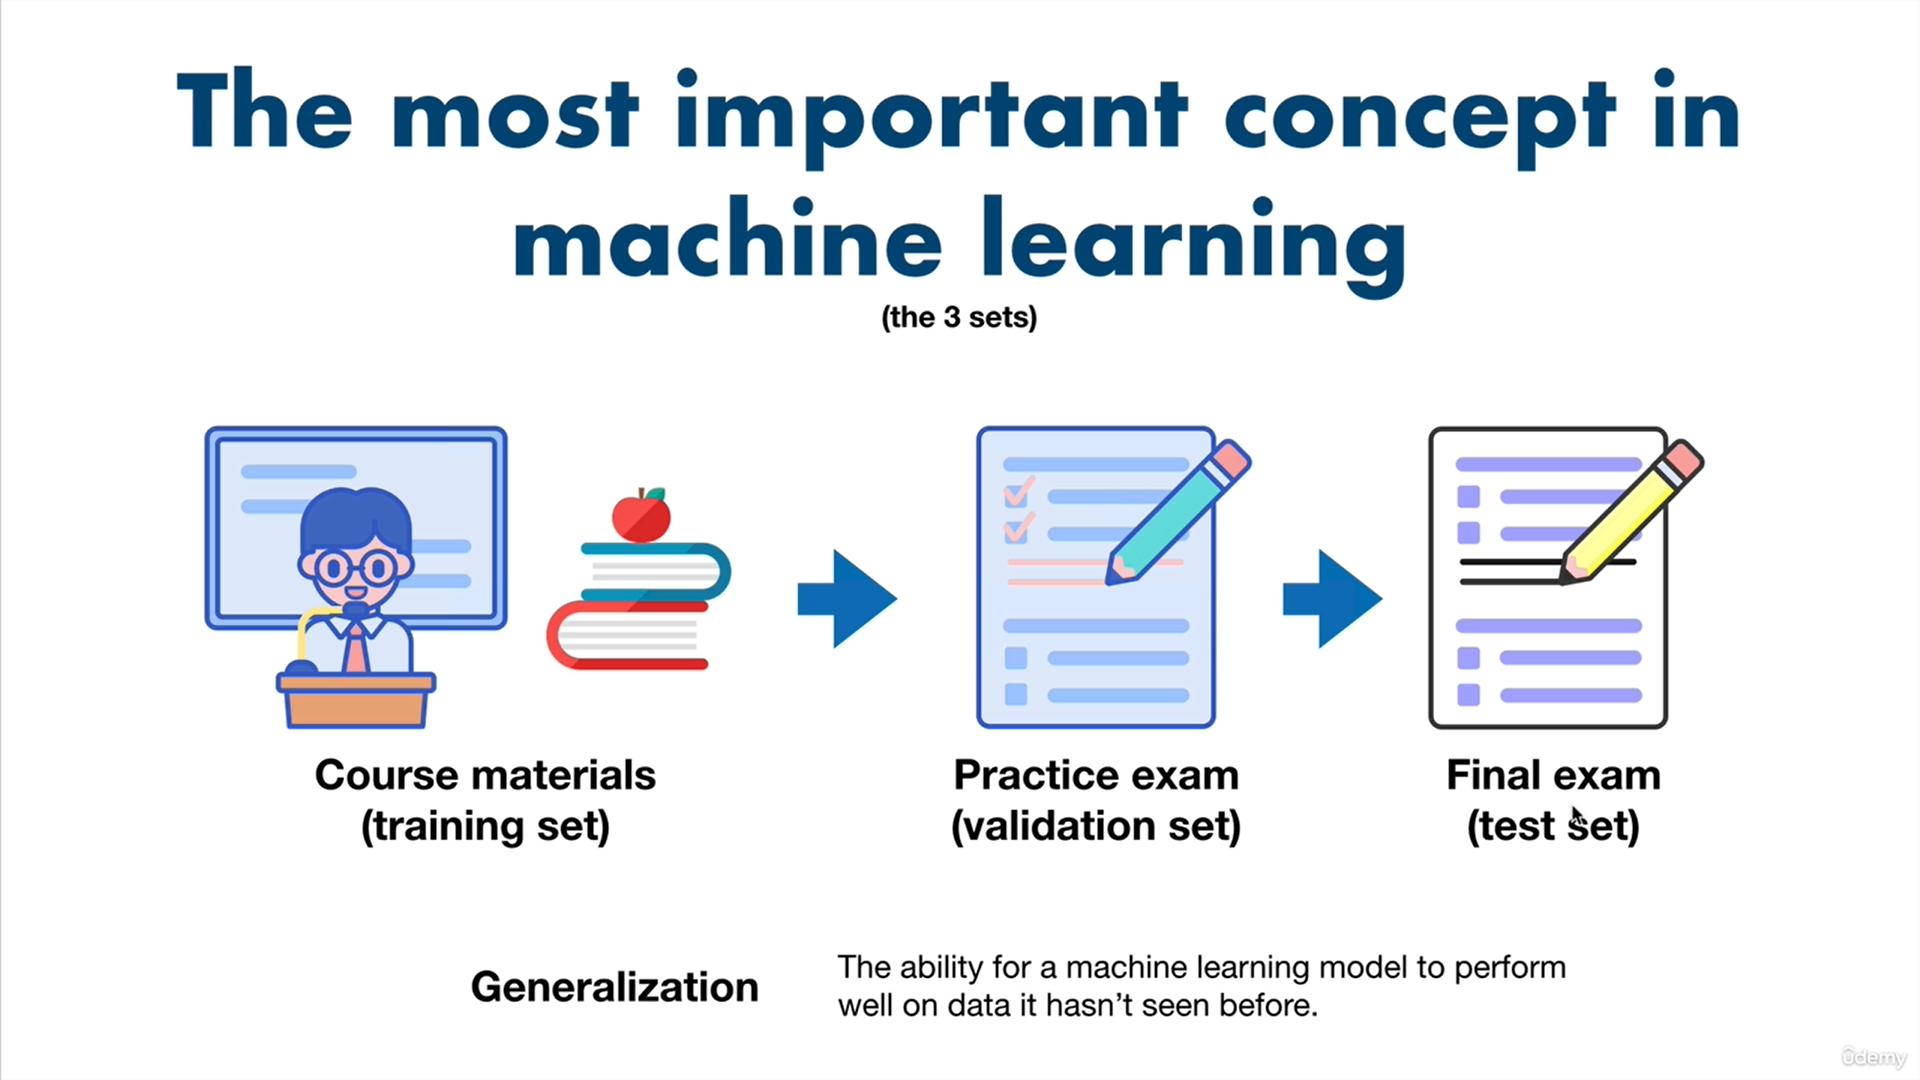 The most important concept in
machine learning
(the 3 sets)
Course materials
(training set)
Practice exam
(validation set)
Final exam
(test set)
Generalization
The ability for a machine learning model to perform
well on data it hasn’t seen before.
ûdemy